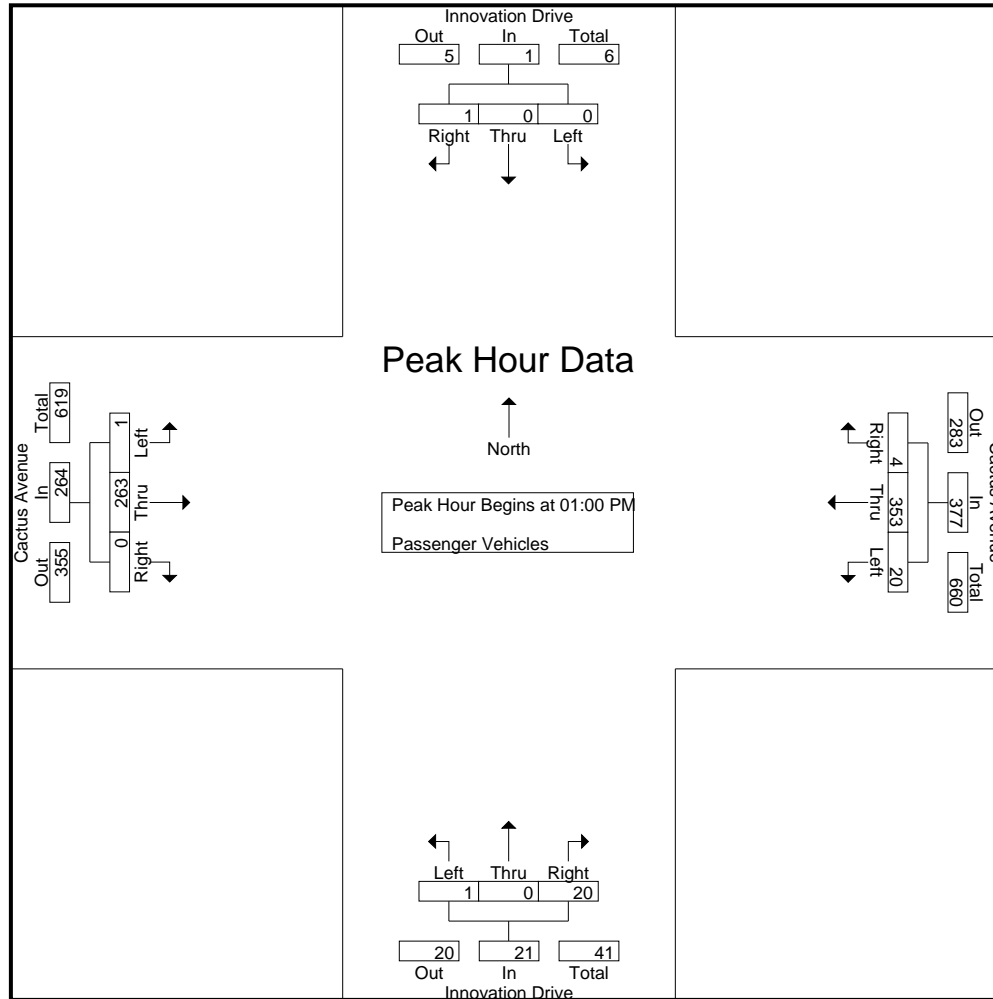 Innovation Drive
Out In Total
5 1 6
1 0 0
Right Thru Left
Peak Hour Data
North
Peak Hour Begins at 01:00 PM
Passenger Vehicles
Cactus Avenue
Out In Total
355 264 619
Right Thru Left
0 263 1
Out In Total
283 377 660
Right Thru Left
4 353 20
Left Thru Right
1 0 20
20 21 41
Out In Total
Innovation Drive